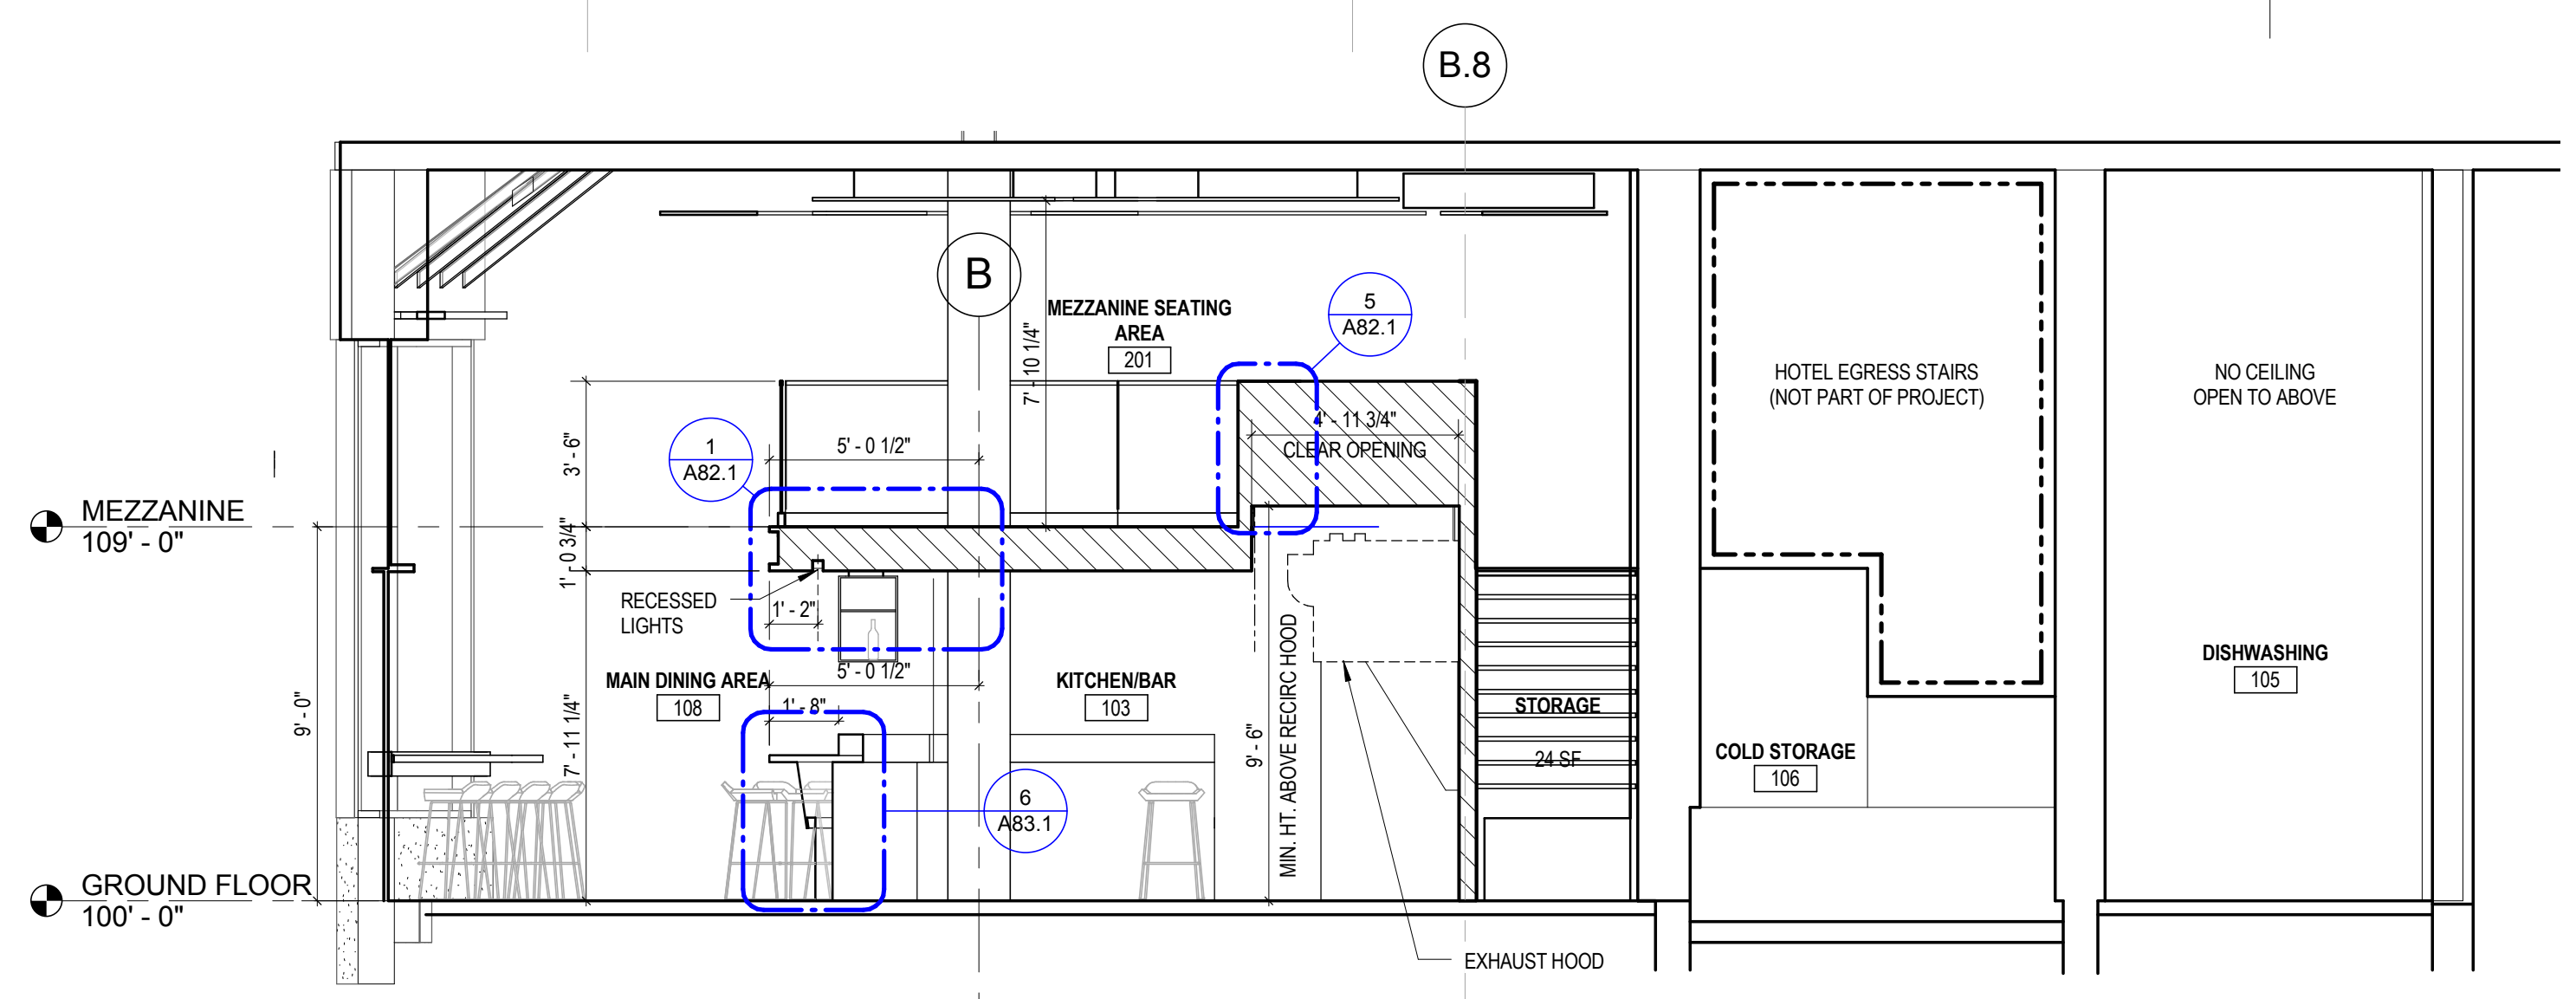 B.8
B
MEZZANINE SEATING
AREA
201
7' - 10 1/4"
5
A82.1
HOTEL EGRESS STAIRS
(NOT PART OF PROJECT)
NO CEILING
OPEN TO ABOVE
3' - 6"
1
A82.1
5' - 0 1/2"
4' - 11 3/4"
CLEAR OPENING
MEZZANINE
109' - 0"
1' - 0 3/4"
RECESSED
LIGHTS
1' - 2"
5' - 0 1/2"
MAIN DINING AREA
108
1' - 8"
KITCHEN/BAR
103
9' - 0"
7' - 11 1/4"
9' - 6"
MIN. HT. ABOVE RECIRC HOOD
STORAGE
24 SF
COLD STORAGE
106
DISHWASHING
105
6
A83.1
GROUND FLOOR
100' - 0"
EXHAUST HOOD